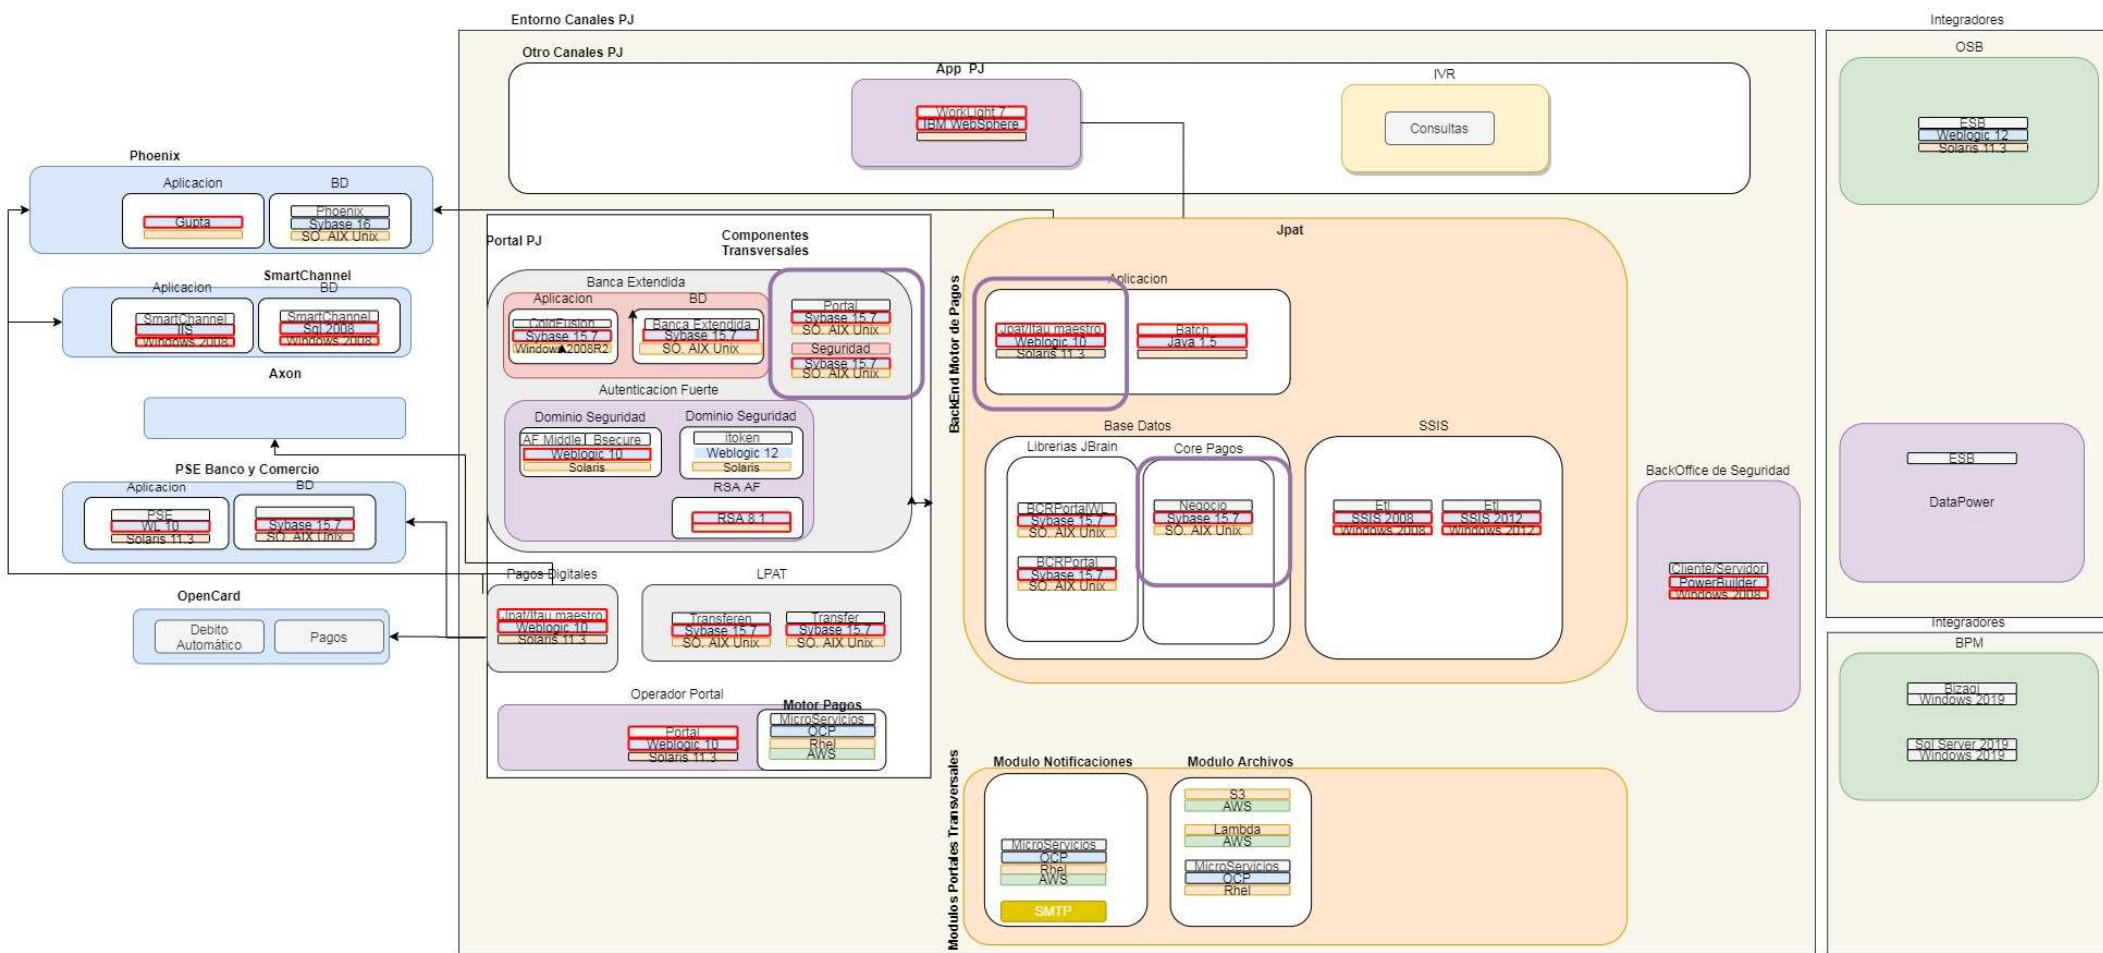 Entorno Canales PJ
Otro Canales PJ
App PJ
WorkLight 7
IBM WebSphere
IVR
Consultas
Integradores
OSB
ESB
Weblogic 12
Solaris 11.3
ESB
DataPower
Integradores
BPM
Bizagi
Windows 2019
Sql Server 2019
Windows 2019
Phoenix
Aplicacion
BD
Gupta
Phoenix
Sybase 16
SO. AIX Unix
SmartChannel
Aplicacion
BD
SmartChannel
IIS
Windows 2008
SmartChannel
Sql 2008
Windows 2008
Axon
PSE Banco y Comercio
Aplicacion
BD
PSE
WL 10
Solaris 11.3
Sybase 15.7
SO. AIX Unix
OpenCard
Debito
Automático
Pagos
Portal PJ
Componentes
Transversales
Banca Extendida
Aplicacion
BD
ColdFusion
Sybase 15.7
Windows 2008R2
Banca Extendida
Sybase 15.7
SO. AIX Unix
Portal
Sybase 15.7
SO. AIX Unix
Seguridad
Sybase 15.7
SO. AIX Unix
Autenticacion Fuerte
Dominio Seguridad
Dominio Seguridad
AF Middle
Bsecure
Weblogic 10
Solaris
itoken
Weblogic 12
Solaris
RSA AF
RSA 8.1
Pagos Digitales
Jpat/Itau maestro
Weblogic 10
Solaris 11.3
LPAT
Transferen
Sybase 15.7
SO. AIX Unix
Transfer
Sybase 15.7
SO. AIX Unix
Operador Portal
Portal
Weblogic 10
Solaris 11.3
Motor Pagos
MicroServicios
OCP
Rhel
AWS
BackEnd Motor de Pagos
Jpat
Aplicacion
Jpat/Itau maestro
Weblogic 10
Solaris 11.3
Batch
Java 1.5
Base Datos
Librerias JBrain
BCRPortalWL
Sybase 15.7
SO. AIX Unix
BCRPortal
Sybase 15.7
SO. AIX Unix
Core Pagos
Negocio
Sybase 15.7
SO. AIX Unix
SSIS
Etl
SSIS 2008
Windows 2008
Etl
SSIS 2012
Windows 2012
BackOffice de Seguridad
Cliente/Servidor
PowerBuilder
Windows 2008
Modulos Portales Transversales
Modulo Notificaciones
MicroServicios
OCP
Rhel
AWS
SMTP
Modulo Archivos
S3
AWS
Lambda
AWS
MicroServicios
OCP
Rhel